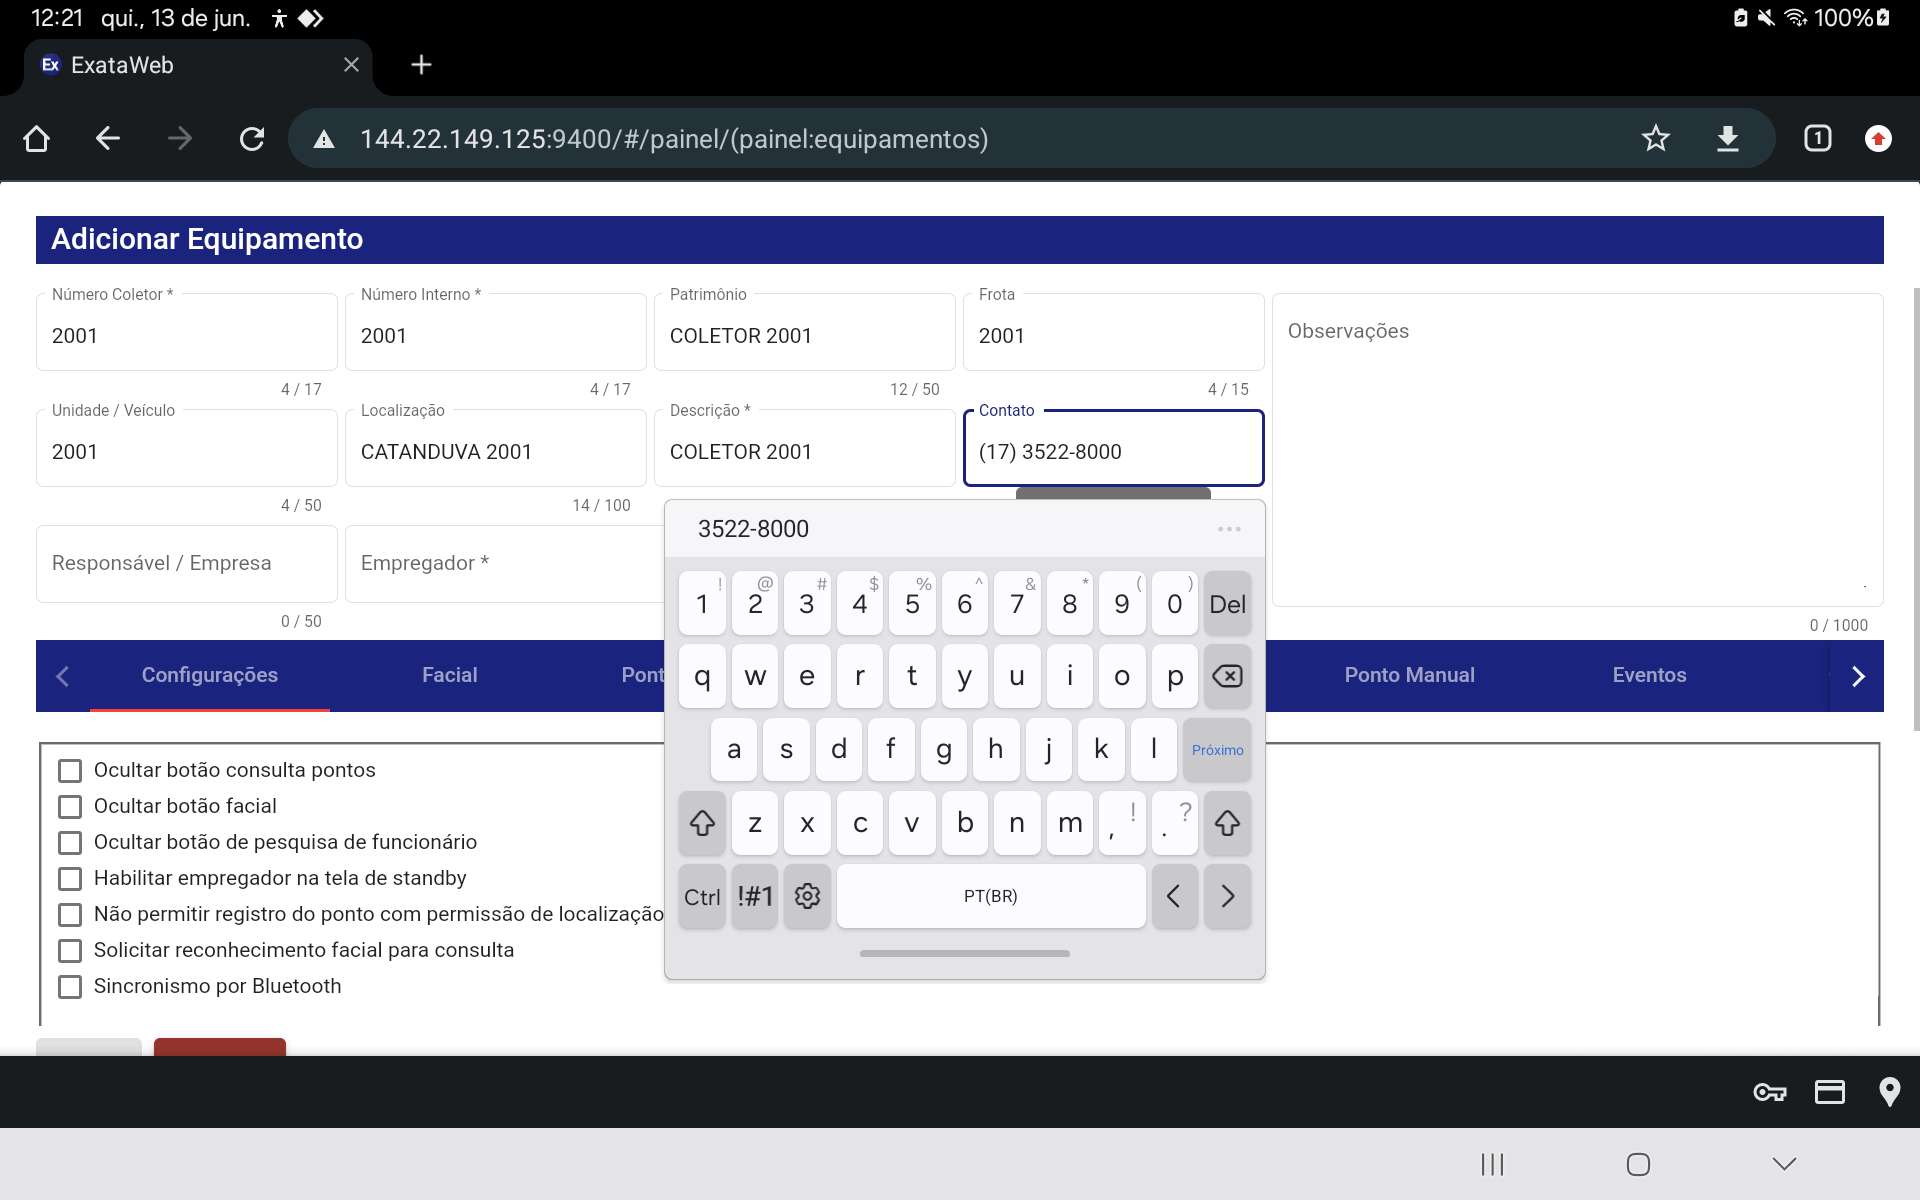 12:21 qui., 13 de jun. 100%
Ex ExataWeb
144.22.149.125:9400/#/painel/(painel:equipamentos) 1
Adicionar Equipamento
Número Coletor * Número Interno * Patrimônio Frota
2001 2001 COLETOR 2001 2001 Observações
4 / 17 4 / 17 12 / 50 4 / 15
Unidade / Veículo Localização Descrição * Contato
2001 CATANDUVA 2001 COLETOR 2001 (17) 3522-8000
4 / 50 14 / 100
3522-8000 ...
Responsável / Empresa Empregador *
0 / 50 0 / 1000
! @ # $ % ^ & * ( )
1 2 3 4 5 6 7 8 9 0 Del
Configurações Facial Pont Ponto Manual Eventos
q w e r t y u i o p
a s d f g h j k l Próximo
Ocultar botão consulta pontos
Ocultar botão facial
Ocultar botão de pesquisa de funcionário
Habilitar empregador na tela de standby
Não permitir registro do ponto com permissão de localização
Solicitar reconhecimento facial para consulta
Sincronismo por Bluetooth
z x c v b n m , ! . ?
Ctrl !#1 PT(BR) < >